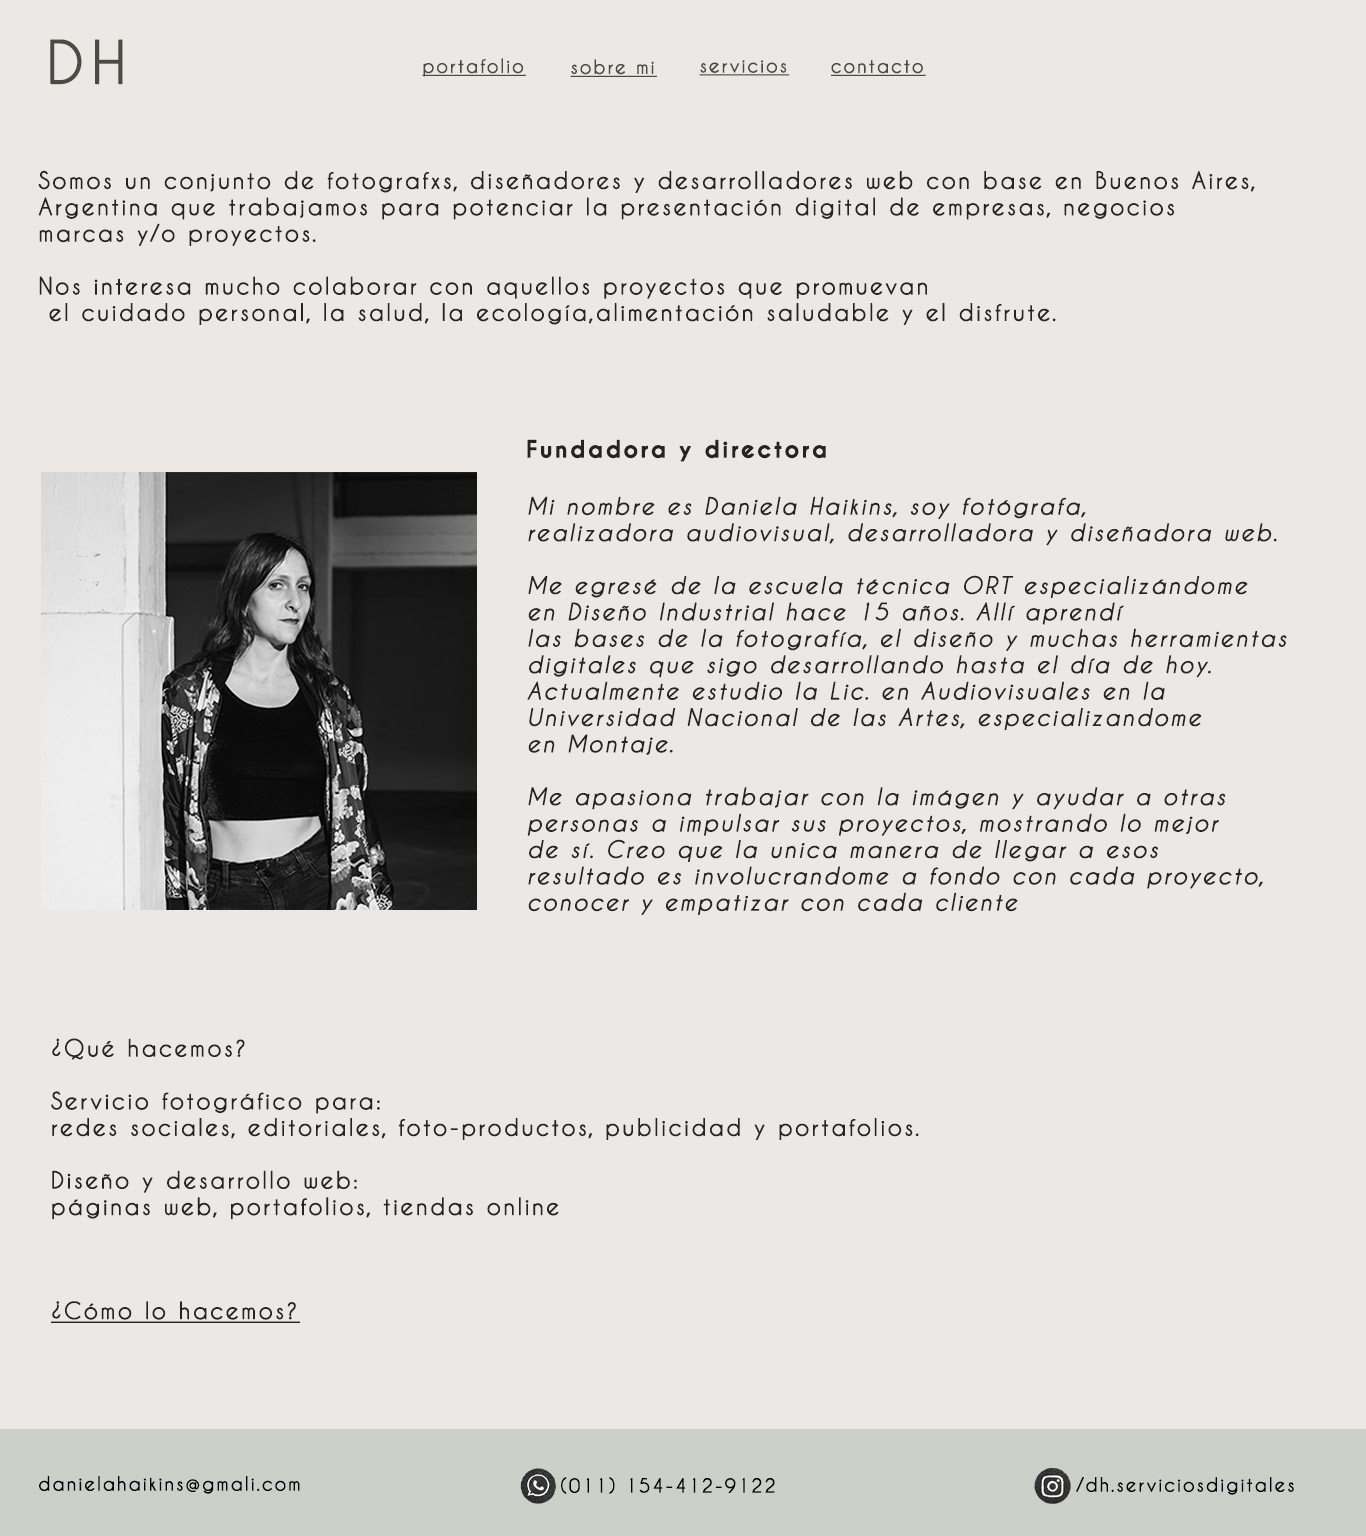 DH
portafolio sobre mi servicios contacto
Somos un conjunto de fotografxs, diseñadores y desarrolladores web con base en Buenos Aires,
Argentina que trabajamos para potenciar la presentación digital de empresas, negocios
marcas y/o proyectos.
Nos interesa mucho colaborar con aquellos proyectos que promuevan
el cuidado personal, la salud, la ecología,alimentación saludable y el disfrute.
Fundadora y directora
Mi nombre es Daniela Haikins, soy fotógrafa,
realizadora audiovisual, desarrolladora y diseñadora web.
Me egresé de la escuela técnica ORT especializándome
en Diseño Industrial hace 15 años. Allí aprendí
las bases de la fotografía, el diseño y muchas herramientas
digitales que sigo desarrollando hasta el día de hoy.
Actualmente estudio la Lic. en Audiovisuales en la
Universidad Nacional de las Artes, especializandome
en Montaje.
Me apasiona trabajar con la imágen y ayudar a otras
personas a impulsar sus proyectos, mostrando lo mejor
de sí. Creo que la unica manera de llegar a esos
resultado es involucrandome a fondo con cada proyecto,
conocer y empatizar con cada cliente
¿Qué hacemos?
Servicio fotográfico para:
redes sociales, editoriales, foto-productos, publicidad y portafolios.
Diseño y desarrollo web:
páginas web, portafolios, tiendas online
¿Cómo lo hacemos?
danielahaikins@gmali.com (011) 154-412-9122 /dh.serviciosdigitales